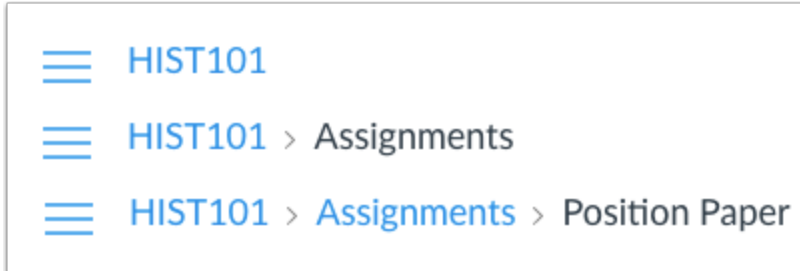 HIST101
HIST101 > Assignments
HIST101 > Assignments > Position Paper